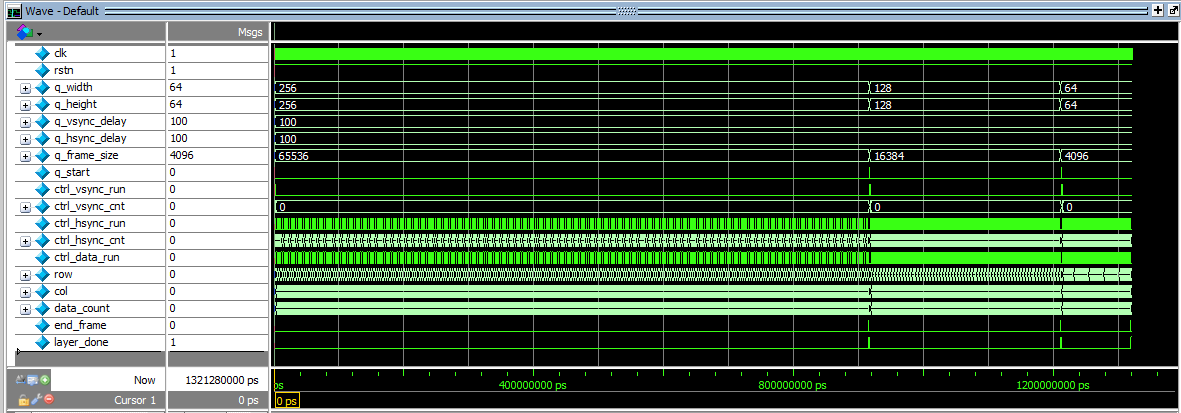 Wave - Default
Msgs
clk 1
rstn 1
q_width 64 256 128 64
q_height 64 256 128 64
q_vsync_delay 100 100
q_hsync_delay 100 100
q_frame_size 4096 65536 16384 4096
q_start 0
ctrl_vsync_run 0
ctrl_vsync_cnt 0 0 0 0
ctrl_hsync_run 0
ctrl_hsync_cnt 0
ctrl_data_run 0
row 0
col 0
data_count 0
end_frame 0
layer_done 1
Now 1321280000 ps ps 400000000 ps 800000000 ps 1200000000 ps
Cursor 1 0 ps 0 ps